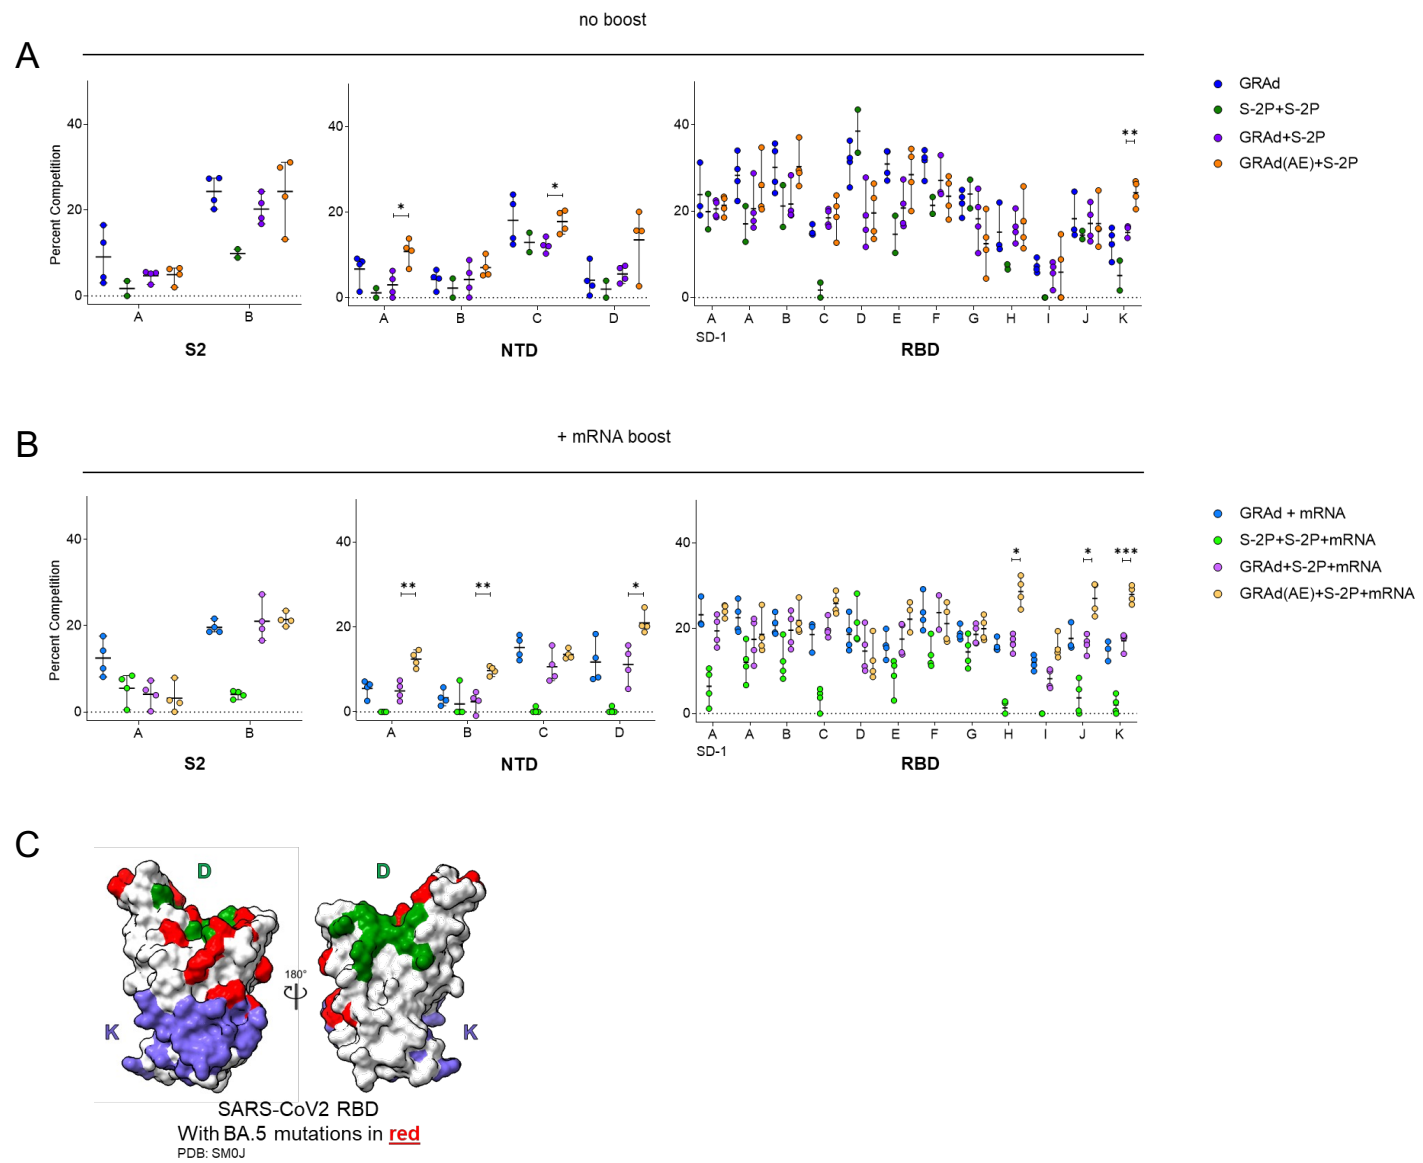 no boost
A
GRAd
S-2P+S-2P
GRAd+S-2P
GRAd(AE)+S-2P
Percent Competition
40
20
0
A B
S2
40
20
0
* *
A B C D
NTD
40
20
0
**
A A B C D E F G H I J K
SD-1
RBD
+ mRNA boost
B
GRAd + mRNA
S-2P+S-2P+mRNA
GRAd+S-2P+mRNA
GRAd(AE)+S-2P+mRNA
Percent Competition
40
20
0
A B
S2
40
20
0
** ** *
A B C D
NTD
40
20
0
* * ***
A A B C D E F G H I J K
SD-1
RBD
C
D D
180°
K K
SARS-CoV2 RBD
With BA.5 mutations in red
PDB: SM0J